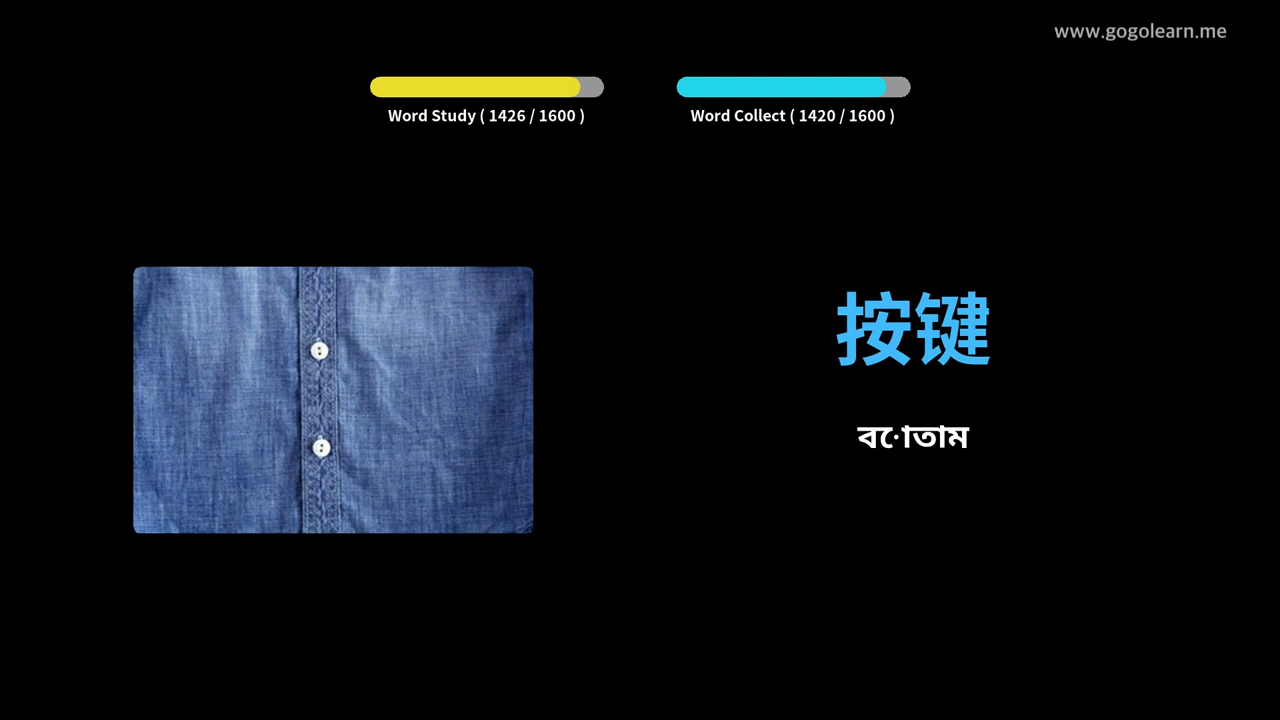 www.gogolearn.me
Word Study ( 1426 / 1600 )
Word Collect ( 1420 / 1600 )
按键
বোতাম